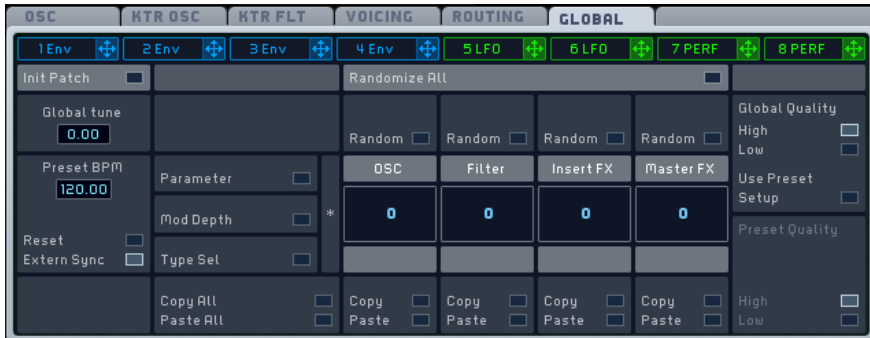 OSC KTR OSC KTR FLT VOICING ROUTING GLOBAL
1 Env 2 Env 3 Env 4 Env 5 LFO 6 LFO 7 PERF 8 PERF
Init Patch Randomize All
Global tune
0.00
Random Random Random Random
Global Quality
High
Low
Preset BPM
120.00
Parameter
OSC Filter Insert FX Master FX
Use Preset
Setup
Mod Depth *
0 0 0 0
Preset Quality
Reset
Extern Sync
Type Sel
Copy All
Paste All
Copy Copy Copy Copy
Paste Paste Paste Paste
High
Low